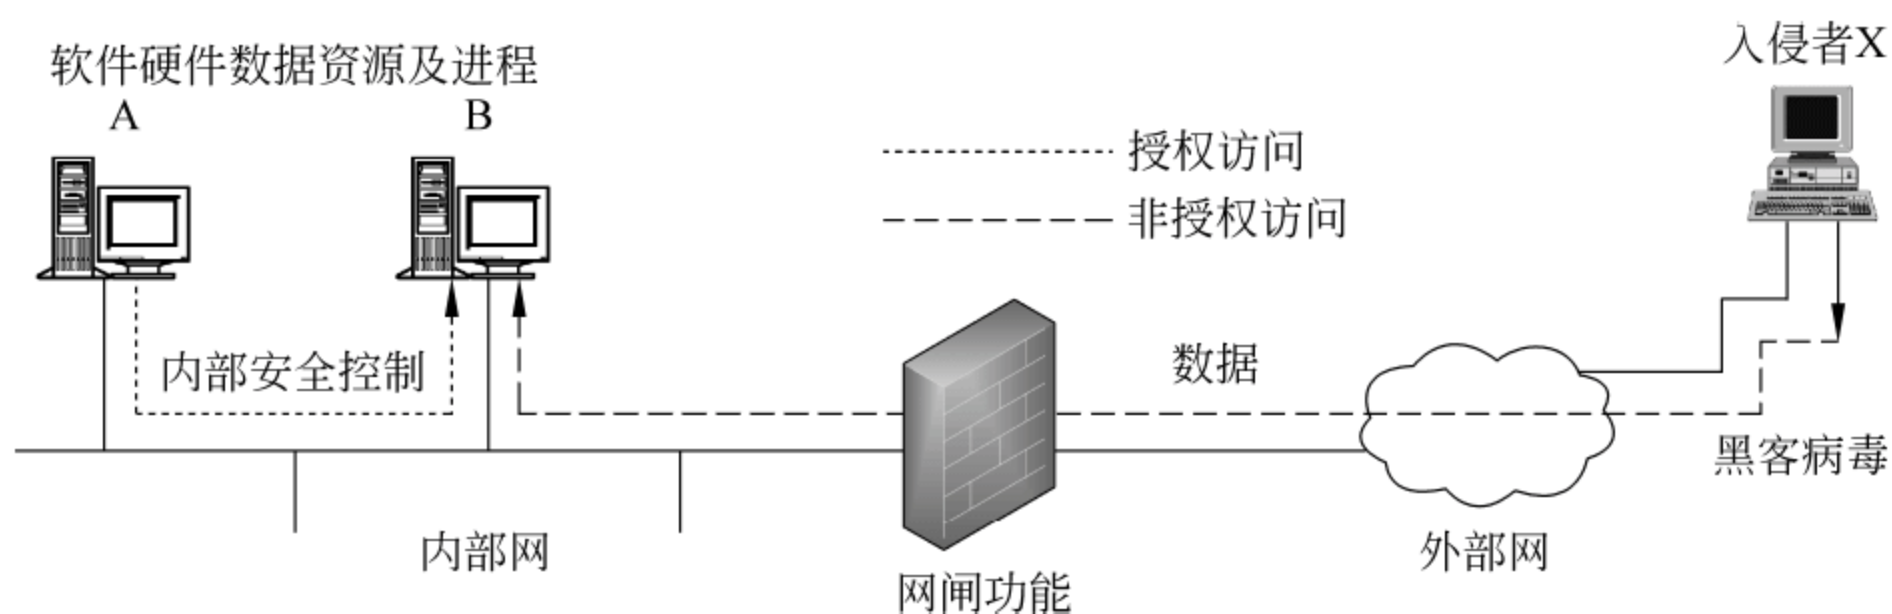 入侵者X
软件硬件数据资源及进程
A
B
授权访问
非授权访问
内部安全控制
数据
黑客病毒
内部网
外部网
网闸功能